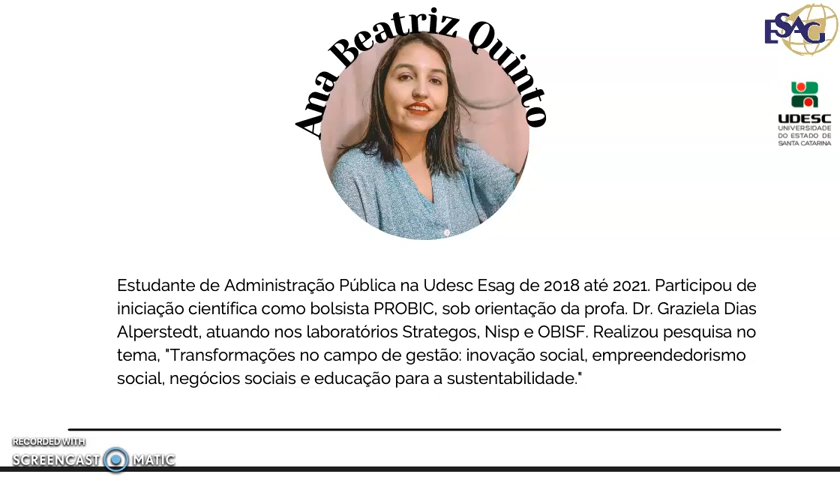 Ana Beatriz Quinto
ESAG
UDESC
UNIVERSIDADE
DO ESTADO DE
SANTA CATARINA
Estudante de Administração Pública na Udesc Esag de 2018 até 2021. Participou de
iniciação científica como bolsista PROBIC, sob orientação da profa. Dr. Graziela Dias
Alperstedt, atuando nos laboratórios Strategos, Nisp e OBISF. Realizou pesquisa no
tema, "Transformações no campo de gestão: inovação social, empreendedorismo
social, negócios sociais e educação para a sustentabilidade."
RECORDED WITH
SCREENCAST MATIC